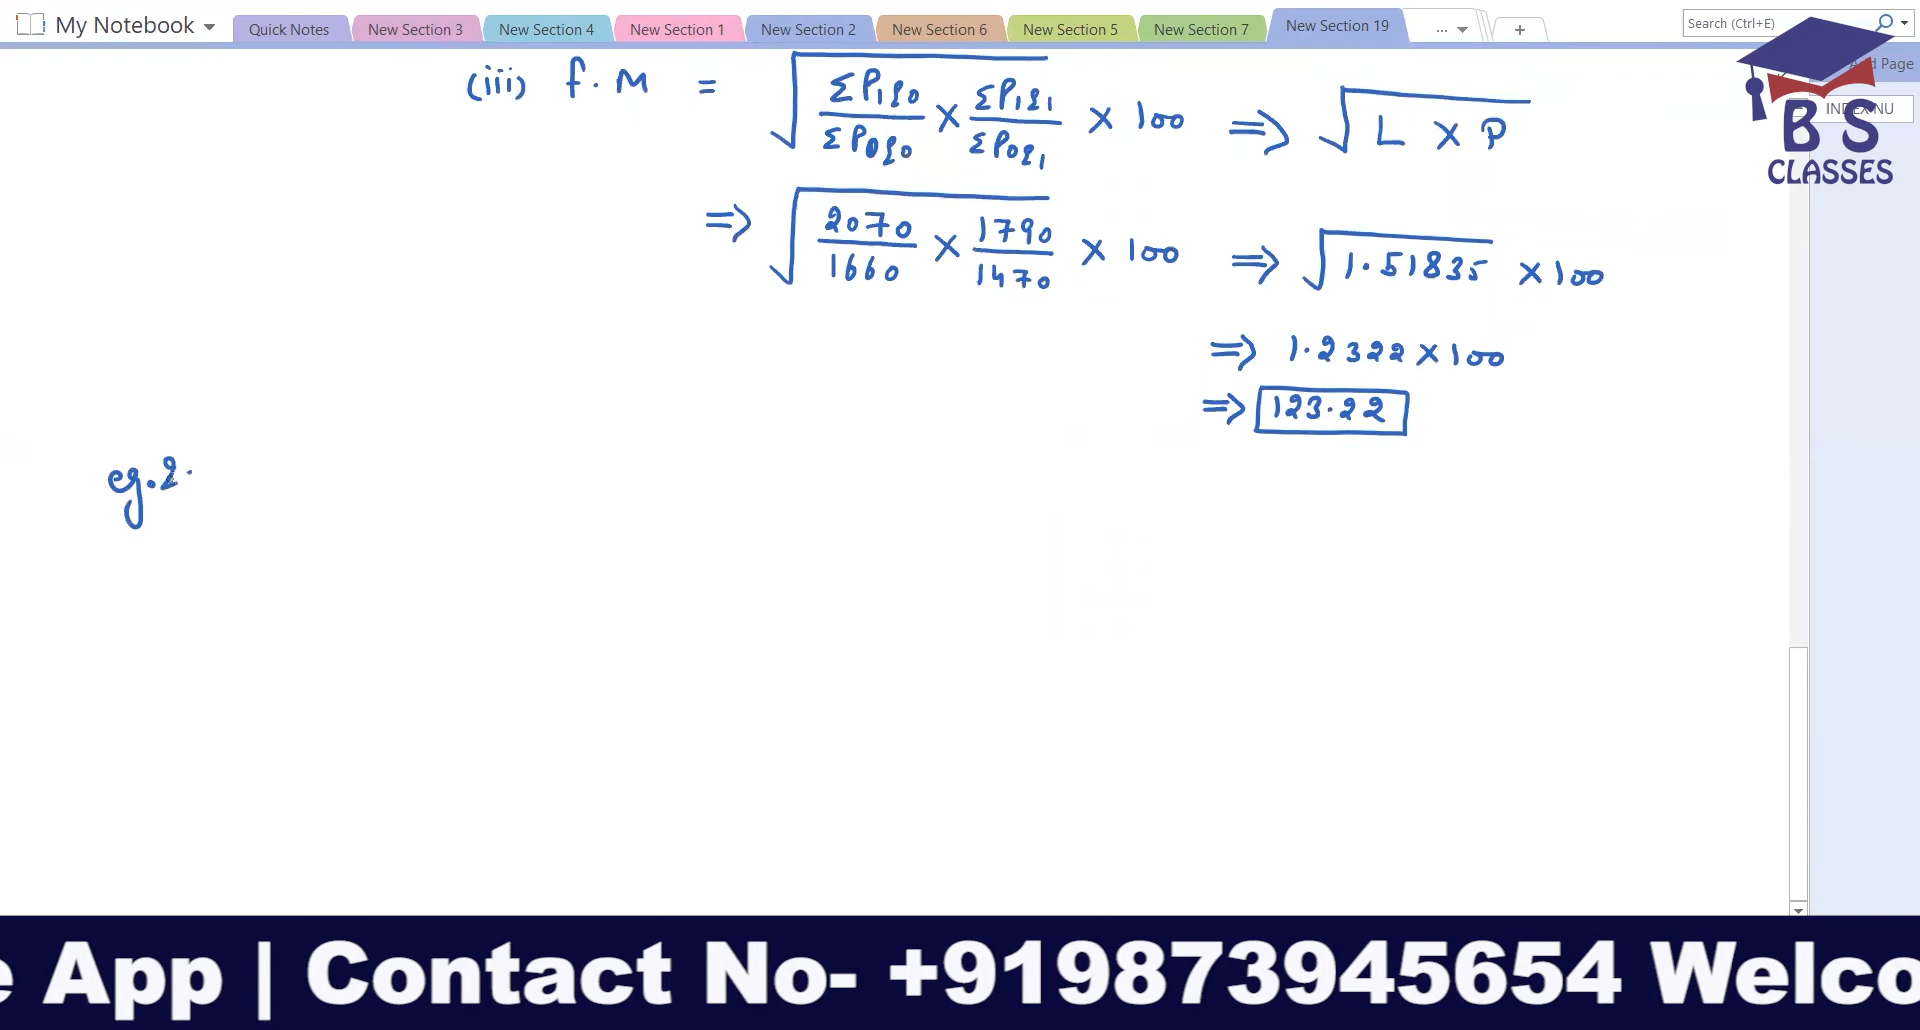 My Notebook
Quick Notes
New Section 3
New Section 4
New Section 1
New Section 2
New Section 6
New Section 5
New Section 7
New Section 19
...
+
Search (Ctrl+E)
Page
INDEX NU
B S
CLASSES
(iii) f.M = √(ΣP₁q₀/ΣP₀q₀ × ΣP₁q₁/ΣP₀q₁) × 100 ⇒ √(L × P)
⇒ √(2070/1660 × 1790/1470) × 100 ⇒ √1.51835 × 100
⇒ 1.2322 × 100
⇒ 123.22
eg.2.
e App | Contact No- +919873945654 Welco